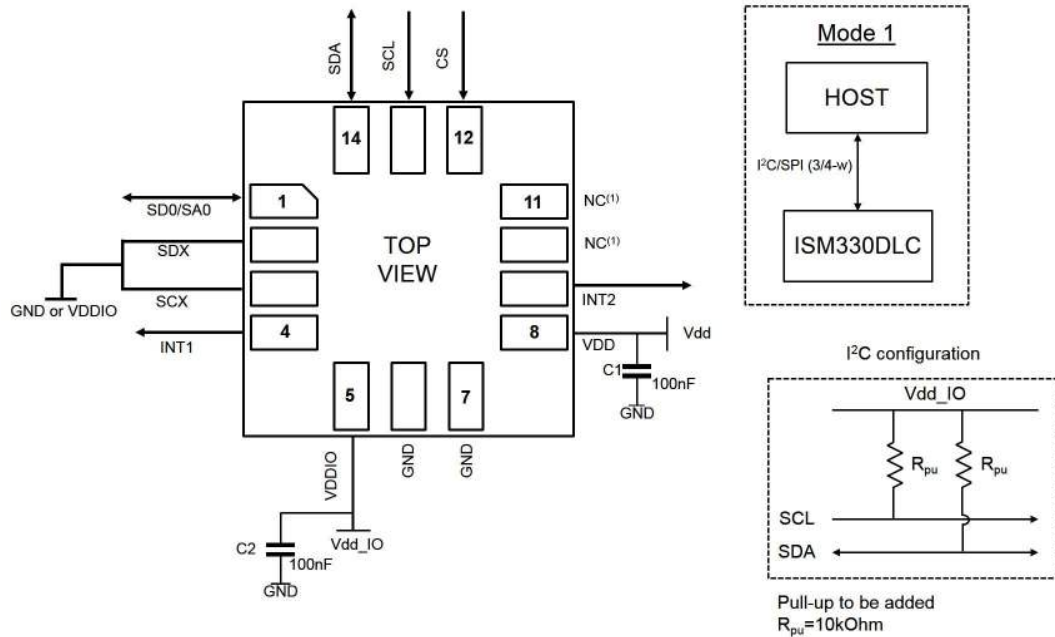 SDA
SCL
CS
14
12
SD0/SA0
1
11
NC⁽¹⁾
SDX
TOP
VIEW
NC⁽¹⁾
GND or VDDIO
SCX
INT2
INT1
4
8
VDD
Vdd
5
7
C1
100nF
GND
VDDIO
GND
GND
C2
100nF
GND
Vdd_IO
Mode 1
HOST
I²C/SPI (3/4-w)
ISM330DLC
I²C configuration
Vdd_IO
Rpu
Rpu
SCL
SDA
Pull-up to be added
Rpu=10kOhm